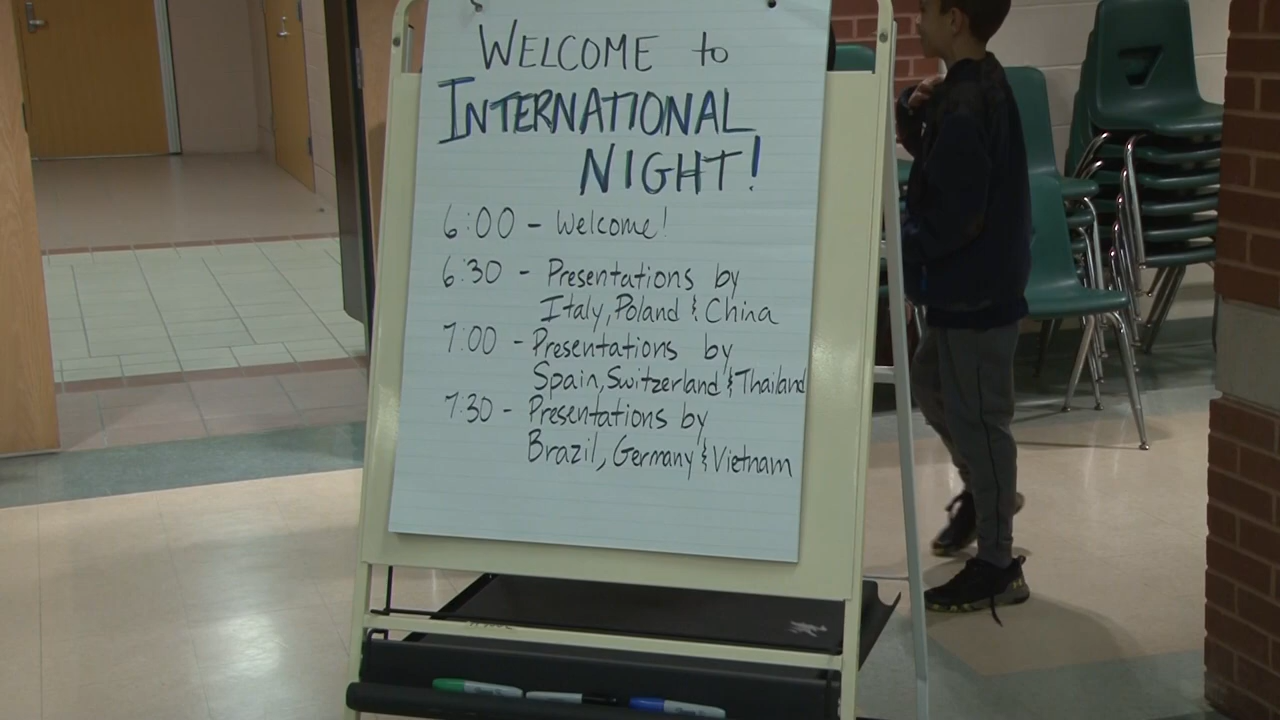 WELCOME to
INTERNATIONAL
NIGHT!
6:00 - Welcome!
6:30 - Presentations by
Italy, Poland & China
7:00 - Presentations by
Spain, Switzerland & Thailand
7:30 - Presentations by
Brazil, Germany & Vietnam